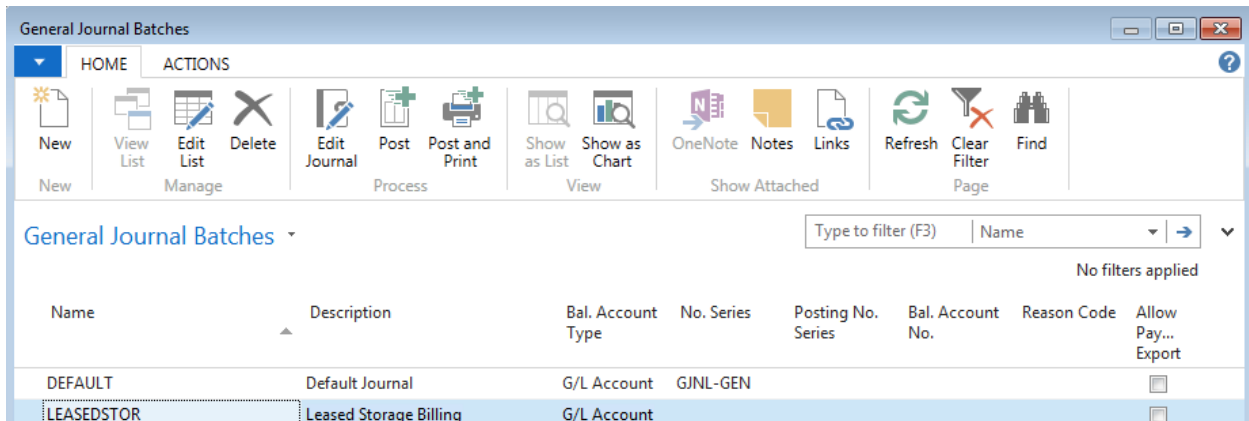 General Journal Batches
HOME ACTIONS
New View List Edit List Delete Edit Journal Post Post and Print Show as List Show as Chart OneNote Notes Links Refresh Clear Filter Find
New Manage Process View Show Attached Page
General Journal Batches
Type to filter (F3) Name
No filters applied
Name Description Bal. Account Type No. Series Posting No. Series Bal. Account No. Reason Code Allow Pay... Export
DEFAULT Default Journal G/L Account GJNL-GEN
LEASEDSTOR Leased Storage Billing G/L Account